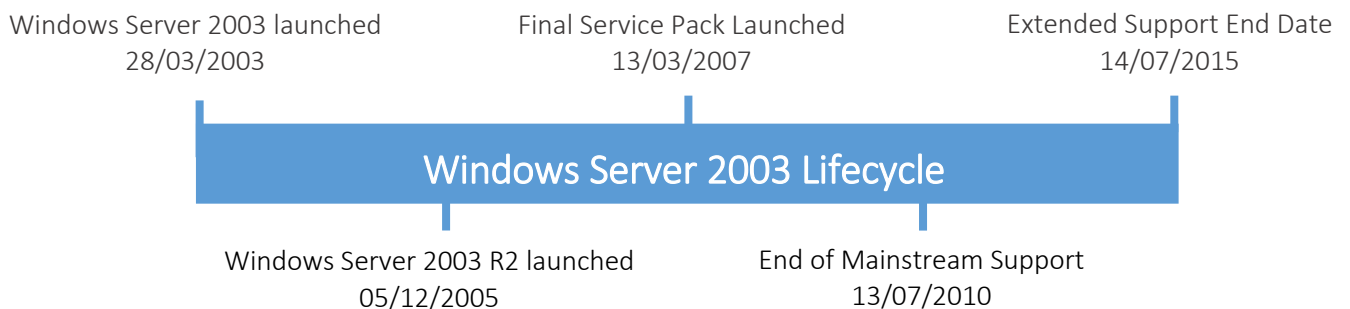 Windows Server 2003 launched
28/03/2003
Final Service Pack Launched
13/03/2007
Extended Support End Date
14/07/2015
Windows Server 2003 Lifecycle
Windows Server 2003 R2 launched
05/12/2005
End of Mainstream Support
13/07/2010